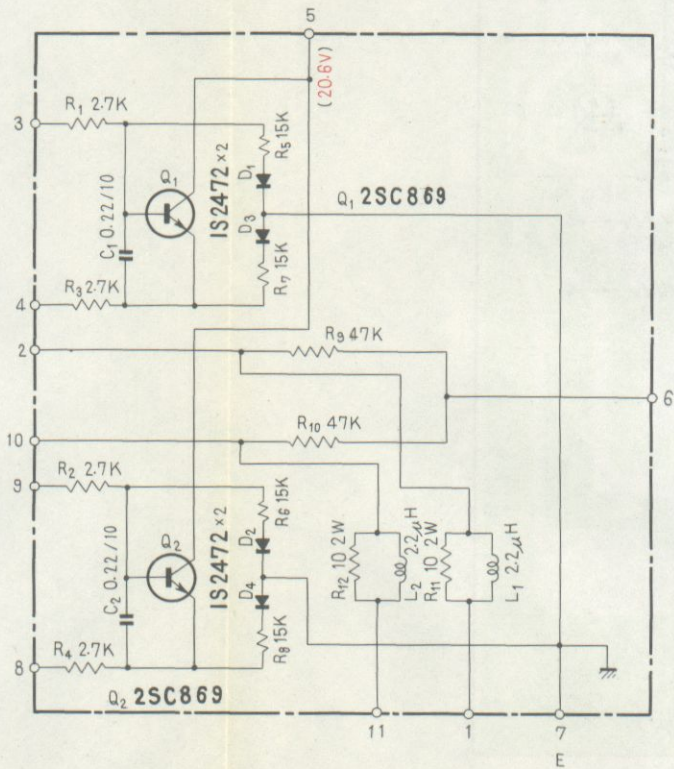 5
(20.6V)
3
R1 2.7K
R5 15K
D1
Q1
IS2472 x2
Q1 2SC869
C1 0.22/10
D3
R7 15K
4
R3 2.7K
2
R9 47K
6
10
R10 47K
9
R2 2.7K
R6 15K
D2
Q2
IS2472 x2
C2 0.22/10
D4
R8 15K
R12 10 2W
L2 2.2μH
R11 10 2W
L1 2.2μH
8
R4 2.7K
Q2 2SC869
11
1
7
E